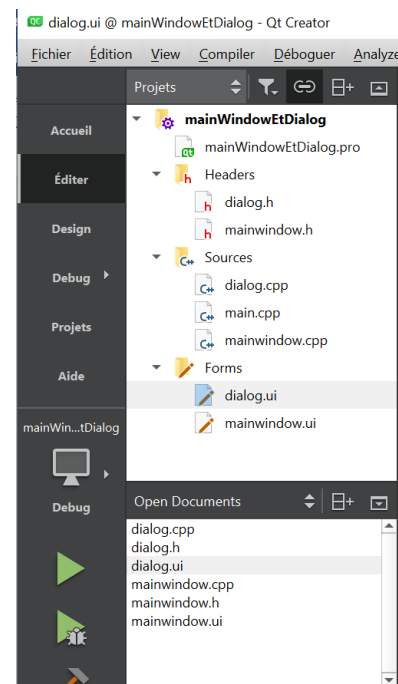 dialog.ui @ mainWindowEtDialog - Qt Creator
Fichier Édition View Compiler Déboguer Analyze
Projets
mainWindowEtDialog
Accueil
mainWindowEtDialog.pro
Headers
Éditer
dialog.h
Design
mainwindow.h
Sources
Debug
dialog.cpp
main.cpp
Projets
mainwindow.cpp
Aide
Forms
dialog.ui
mainWin...tDialog
mainwindow.ui
Debug
Open Documents
dialog.cpp
dialog.h
dialog.ui
mainwindow.cpp
mainwindow.h
mainwindow.ui